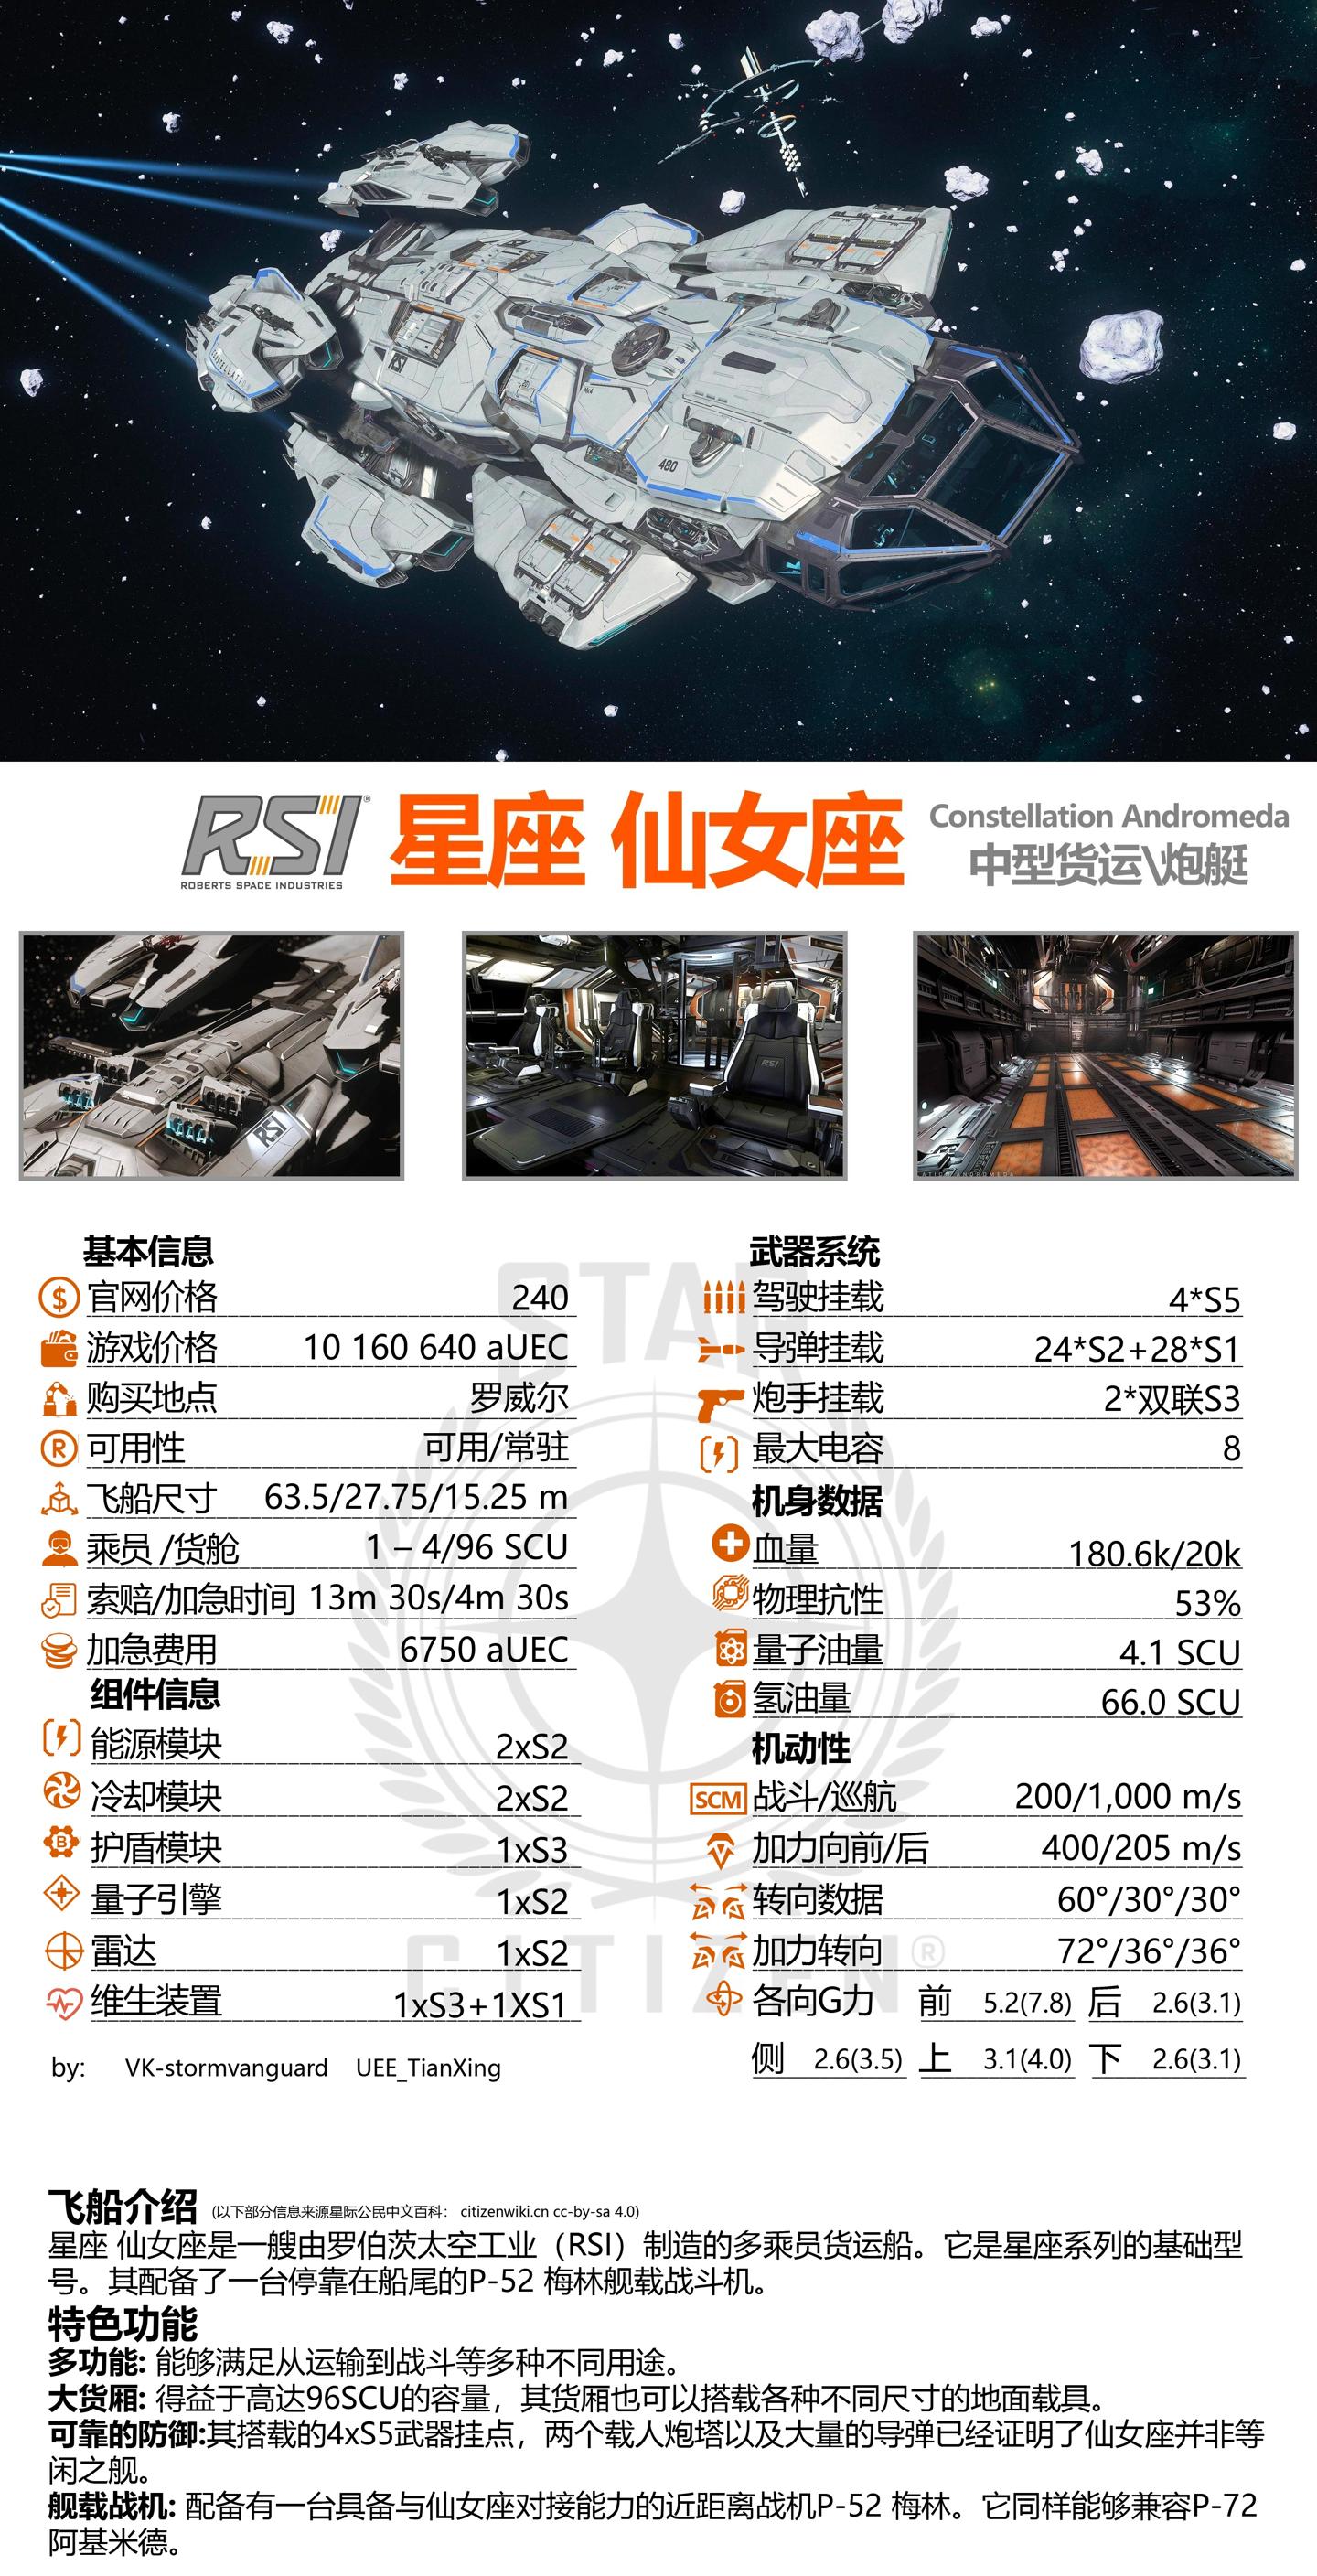 480
RSI
ROBERTS SPACE INDUSTRIES
星座 仙女座
Constellation Andromeda
中型货运\炮艇
RSI
RSI
基本信息
官网价格 240
游戏价格 10 160 640 aUEC
购买地点 罗威尔
可用性 可用/常驻
飞船尺寸 63.5/27.75/15.25 m
乘员 /货舱 1 – 4/96 SCU
索赔/加急时间 13m 30s/4m 30s
加急费用 6750 aUEC
组件信息
能源模块 2xS2
冷却模块 2xS2
护盾模块 1xS3
量子引擎 1xS2
雷达 1xS2
维生装置 1xS3+1XS1
by: VK-stormvanguard UEE_TianXing
武器系统
驾驶挂载 4*S5
导弹挂载 24*S2+28*S1
炮手挂载 2*双联S3
最大电容 8
机身数据
血量 180.6k/20k
物理抗性 53%
量子油量 4.1 SCU
氢油量 66.0 SCU
机动性
SCM 战斗/巡航 200/1,000 m/s
加力向前/后 400/205 m/s
转向数据 60°/30°/30°
加力转向 72°/36°/36°
各向G力 前 5.2(7.8) 后 2.6(3.1)
侧 2.6(3.5) 上 3.1(4.0) 下 2.6(3.1)
STAR
CITIZEN®
飞船介绍 (以下部分信息来源星际公民中文百科： citizenwiki.cn cc-by-sa 4.0)
星座 仙女座是一艘由罗伯茨太空工业（RSI）制造的多乘员货运船。它是星座系列的基础型
号。其配备了一台停靠在船尾的P-52 梅林舰载战斗机。
特色功能
多功能: 能够满足从运输到战斗等多种不同用途。
大货厢: 得益于高达96SCU的容量，其货厢也可以搭载各种不同尺寸的地面载具。
可靠的防御:其搭载的4xS5武器挂点，两个载人炮塔以及大量的导弹已经证明了仙女座并非等
闲之舰。
舰载战机: 配备有一台具备与仙女座对接能力的近距离战机P-52 梅林。它同样能够兼容P-72
阿基米德。